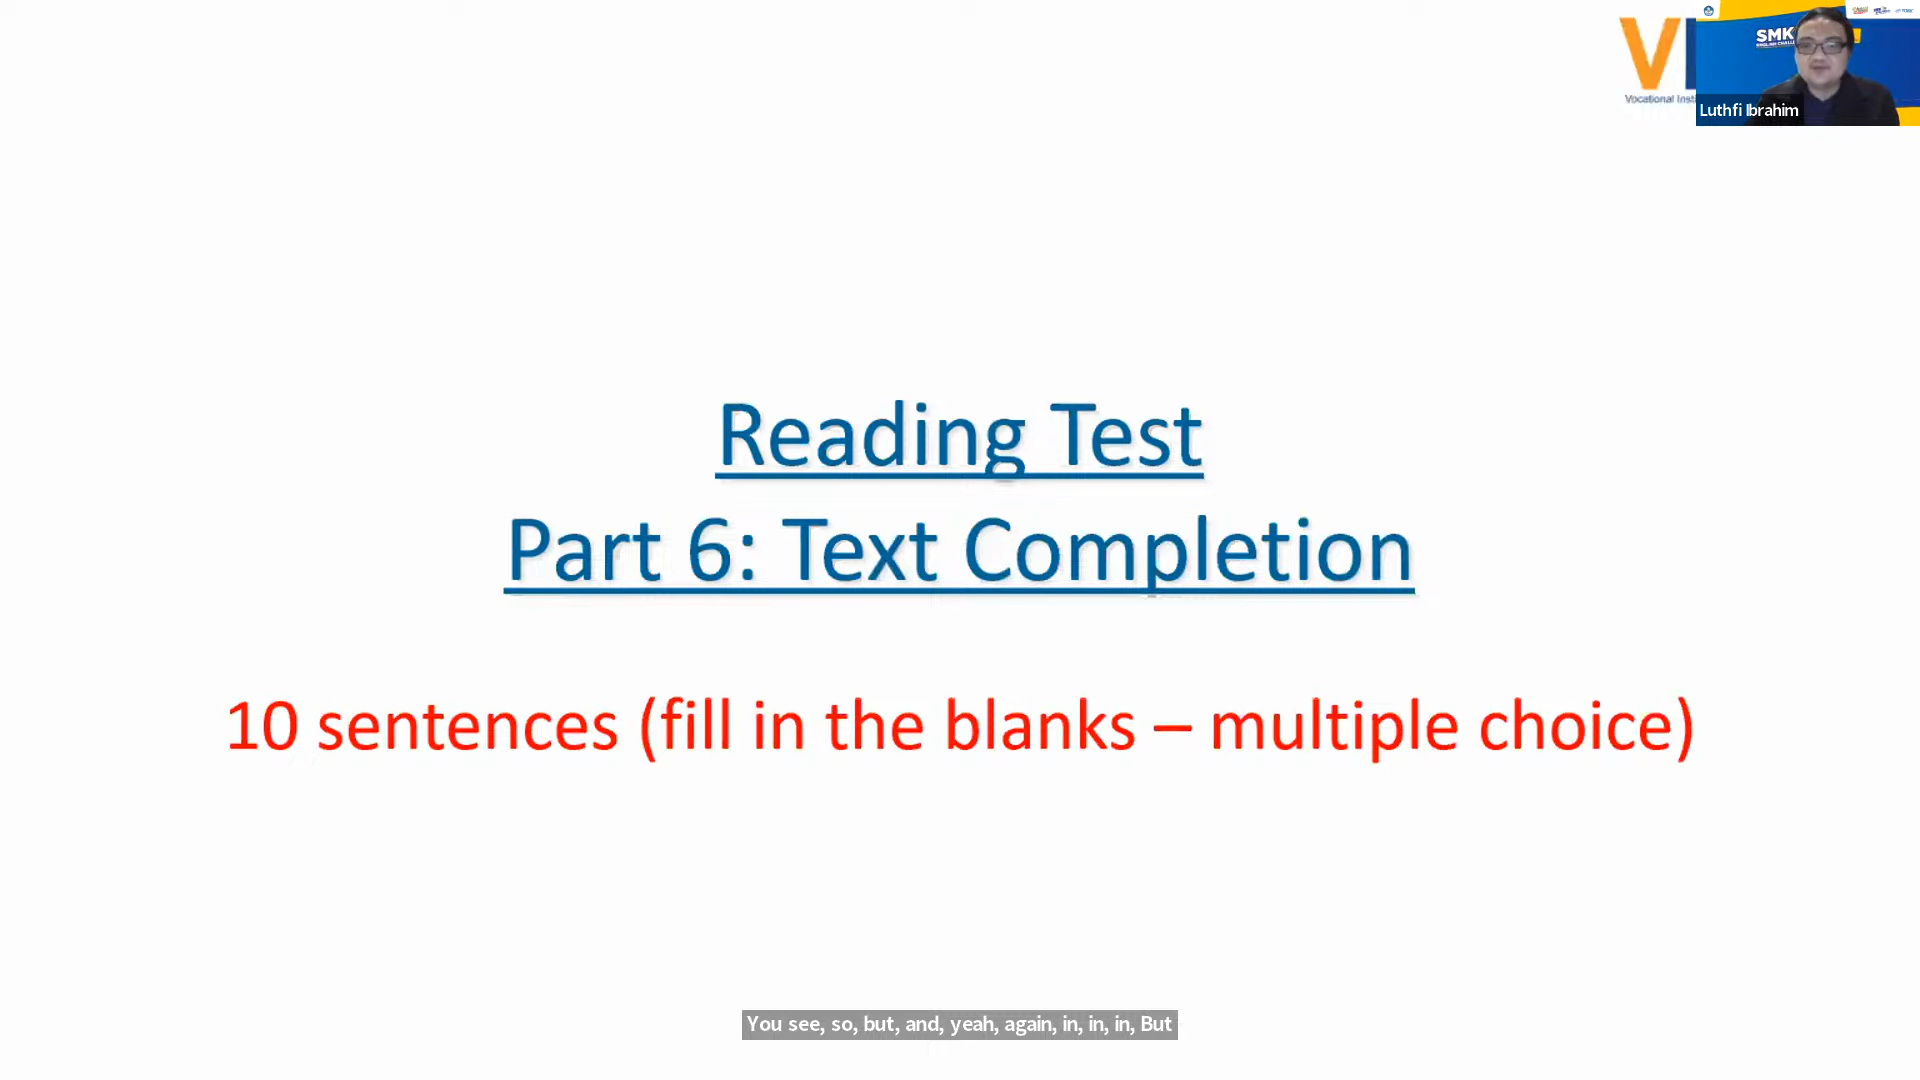 SMK
Vocational Insti
Luthfi Ibrahim
Reading Test
Part 6: Text Completion
10 sentences (fill in the blanks – multiple choice)
You see, so, but, and, yeah, again, in, in, in, But